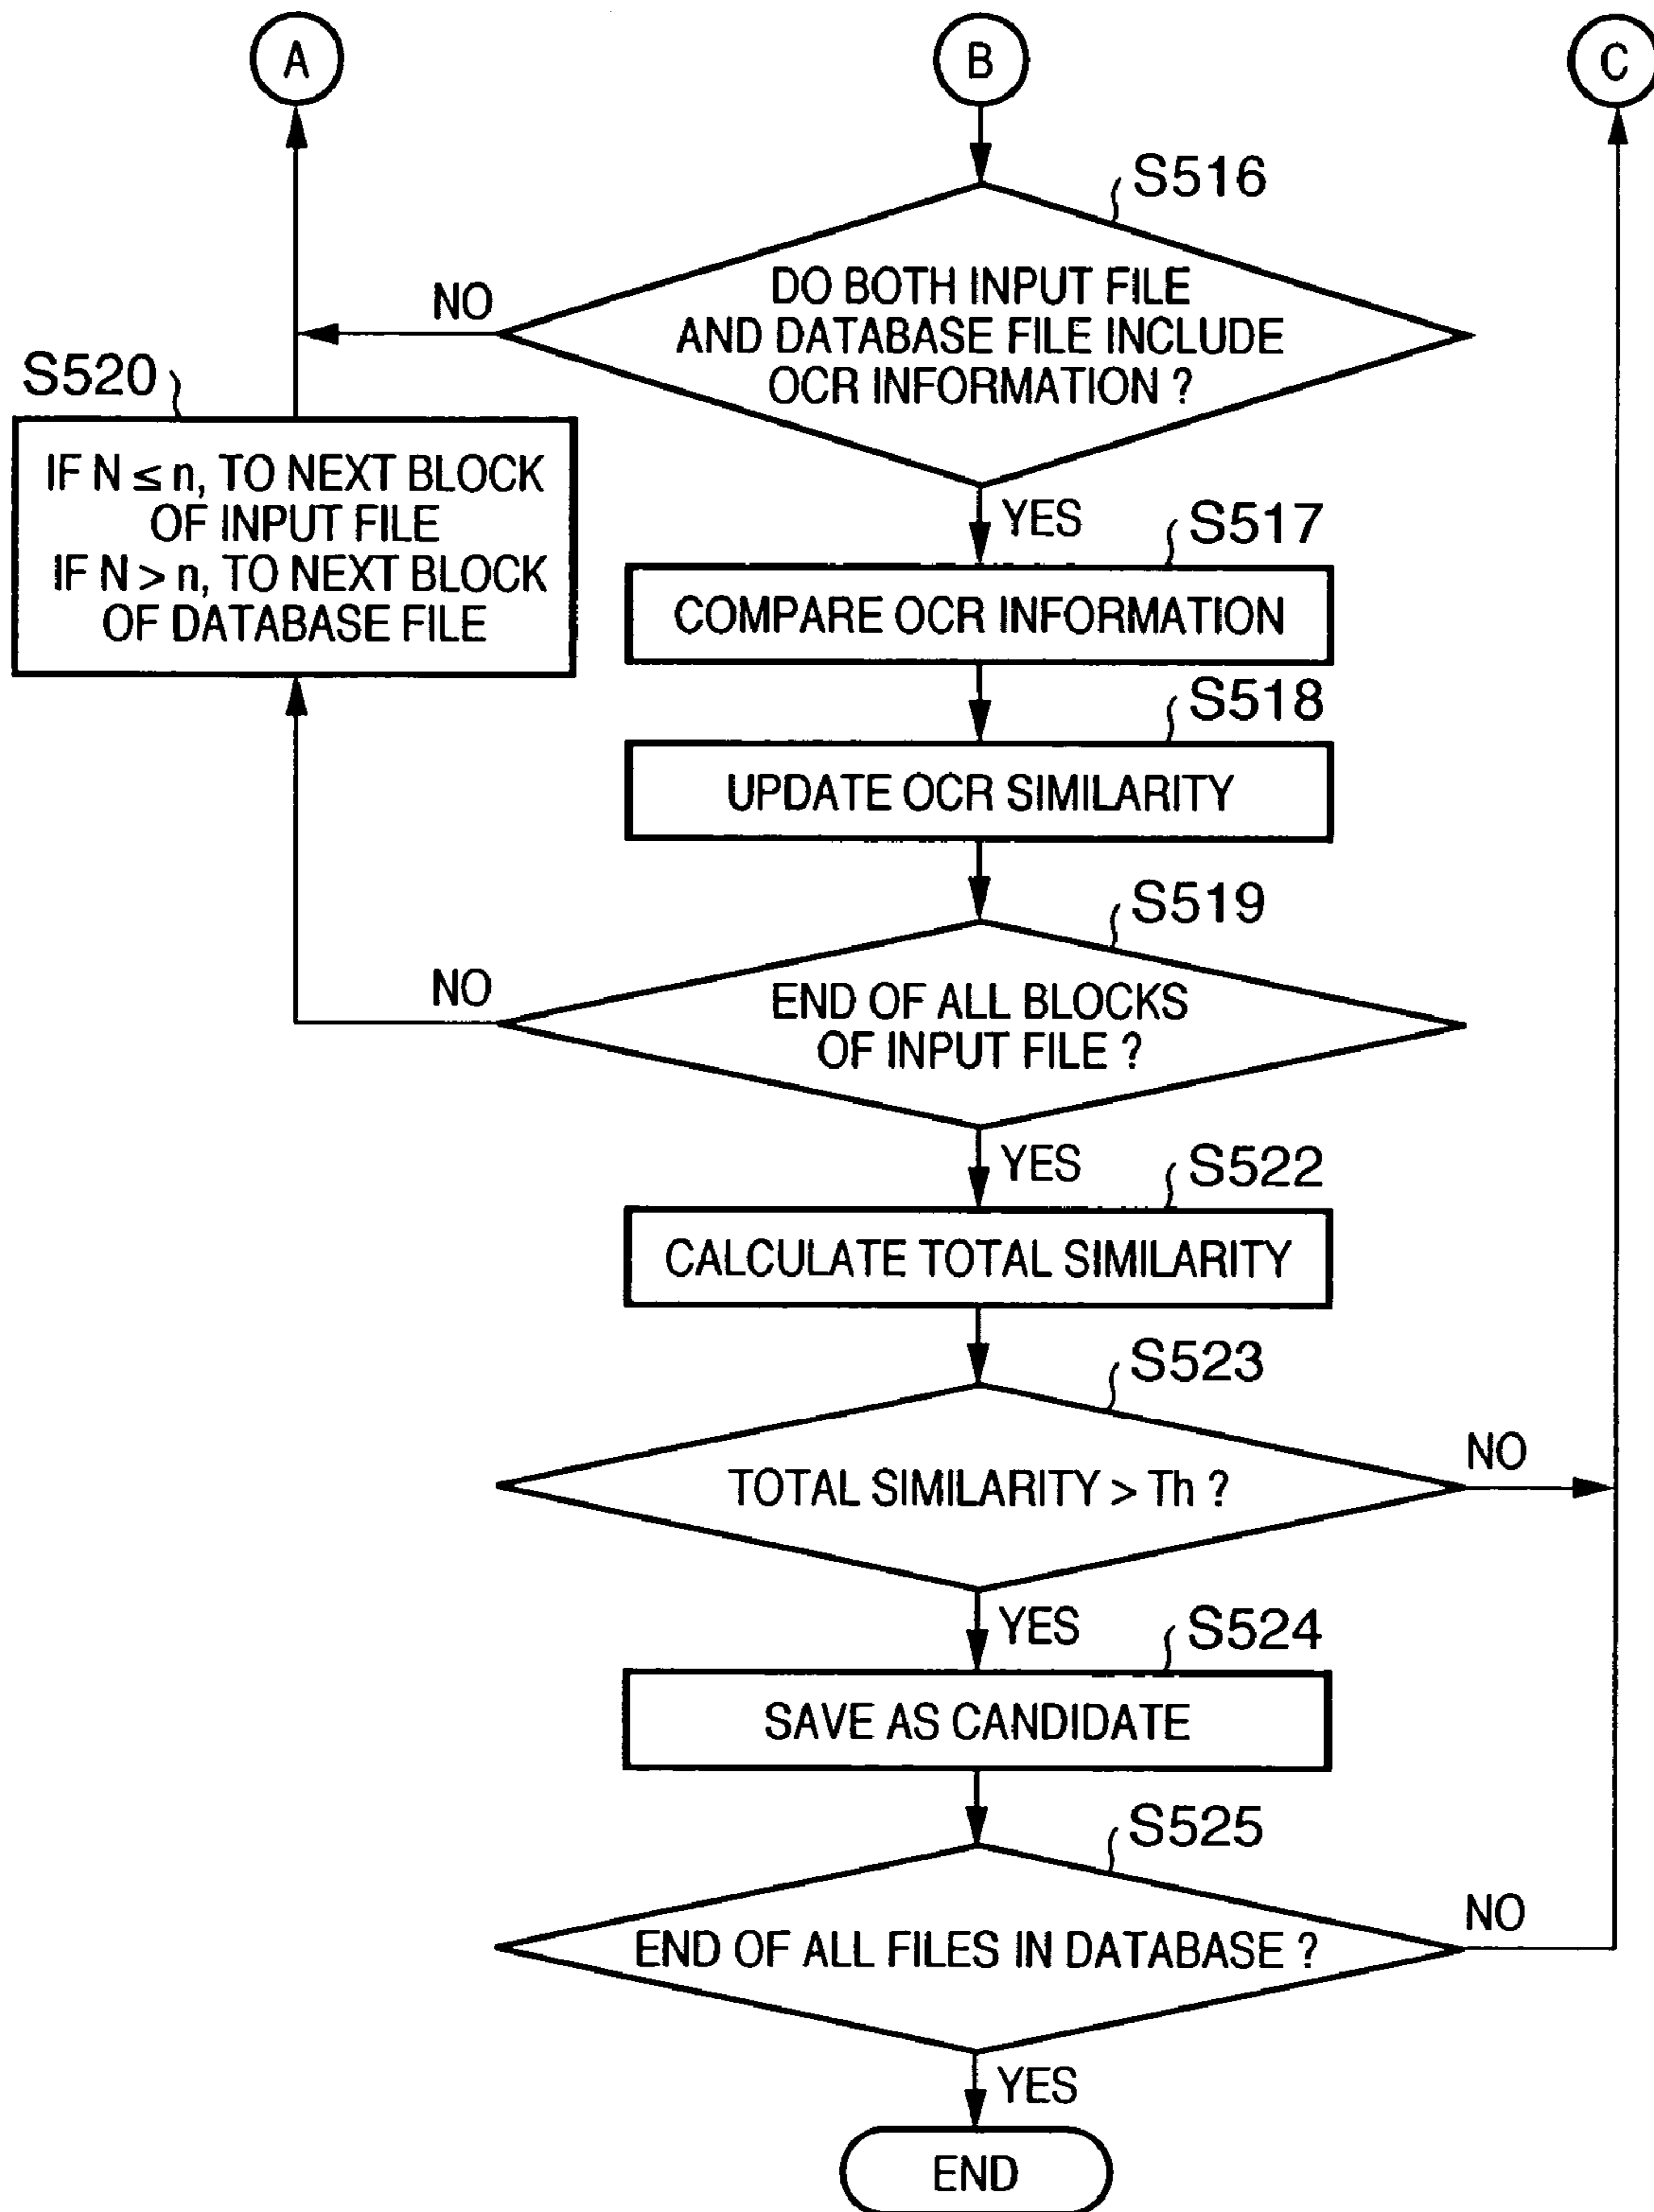 A
B
C
S516
DO BOTH INPUT FILE
AND DATABASE FILE INCLUDE
OCR INFORMATION ?
NO
S520
IF N ≤ n, TO NEXT BLOCK
OF INPUT FILE
IF N > n, TO NEXT BLOCK
OF DATABASE FILE
YES
S517
COMPARE OCR INFORMATION
S518
UPDATE OCR SIMILARITY
S519
NO
END OF ALL BLOCKS
OF INPUT FILE ?
YES
S522
CALCULATE TOTAL SIMILARITY
S523
TOTAL SIMILARITY > Th ?
NO
YES
S524
SAVE AS CANDIDATE
S525
END OF ALL FILES IN DATABASE ?
NO
YES
END